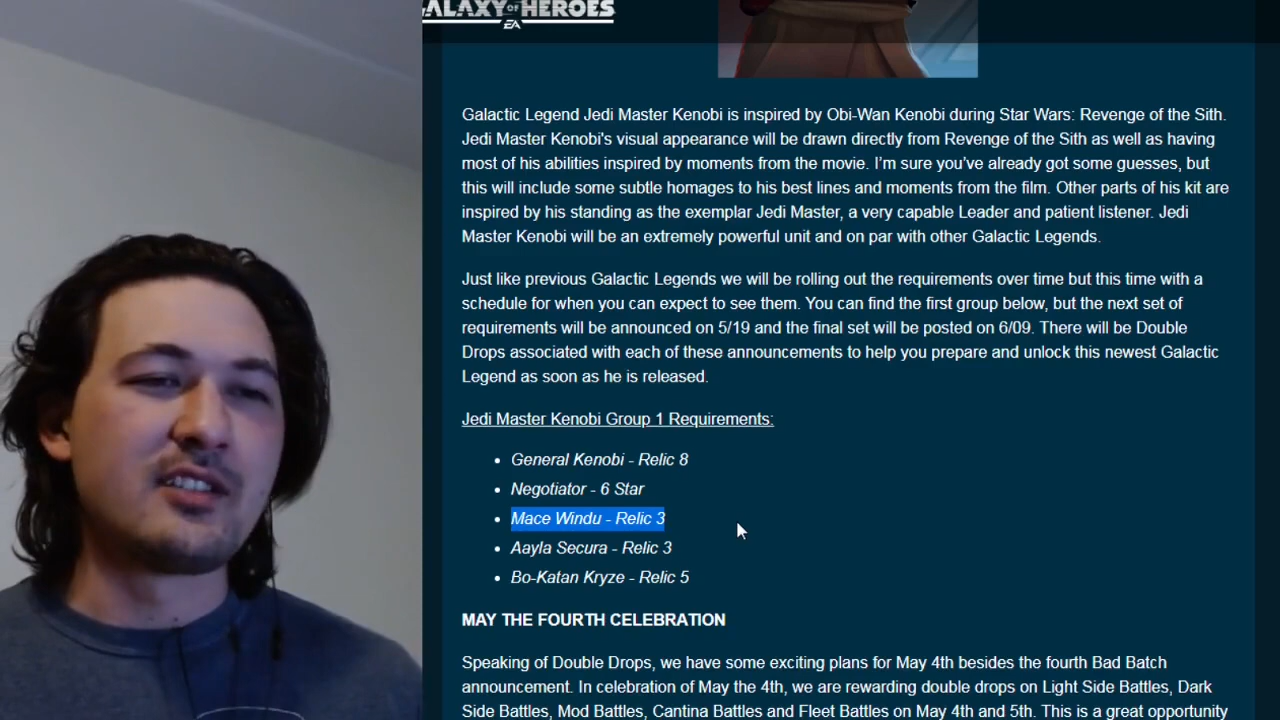 GALAXY OF HEROES
EA
Galactic Legend Jedi Master Kenobi is inspired by Obi-Wan Kenobi during Star Wars: Revenge of the Sith.
Jedi Master Kenobi's visual appearance will be drawn directly from Revenge of the Sith as well as having
most of his abilities inspired by moments from the movie. I'm sure you've already got some guesses, but
this will include some subtle homages to his best lines and moments from the film. Other parts of his kit are
inspired by his standing as the exemplar Jedi Master, a very capable Leader and patient listener. Jedi
Master Kenobi will be an extremely powerful unit and on par with other Galactic Legends.
Just like previous Galactic Legends we will be rolling out the requirements over time but this time with a
schedule for when you can expect to see them. You can find the first group below, but the next set of
requirements will be announced on 5/19 and the final set will be posted on 6/09. There will be Double
Drops associated with each of these announcements to help you prepare and unlock this newest Galactic
Legend as soon as he is released.
Jedi Master Kenobi Group 1 Requirements:
• General Kenobi - Relic 8
• Negotiator - 6 Star
• Mace Windu - Relic 3
• Aayla Secura - Relic 3
• Bo-Katan Kryze - Relic 5
MAY THE FOURTH CELEBRATION
Speaking of Double Drops, we have some exciting plans for May 4th besides the fourth Bad Batch
announcement. In celebration of May the 4th, we are rewarding double drops on Light Side Battles, Dark
Side Battles, Mod Battles, Cantina Battles and Fleet Battles on May 4th and 5th. This is a great opportunity